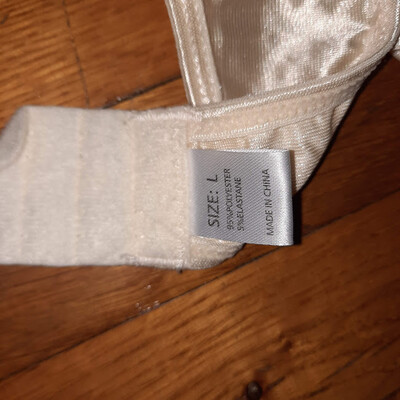 SIZE: L
95%POLYESTER
5%ELASTANE
MADE IN CHINA